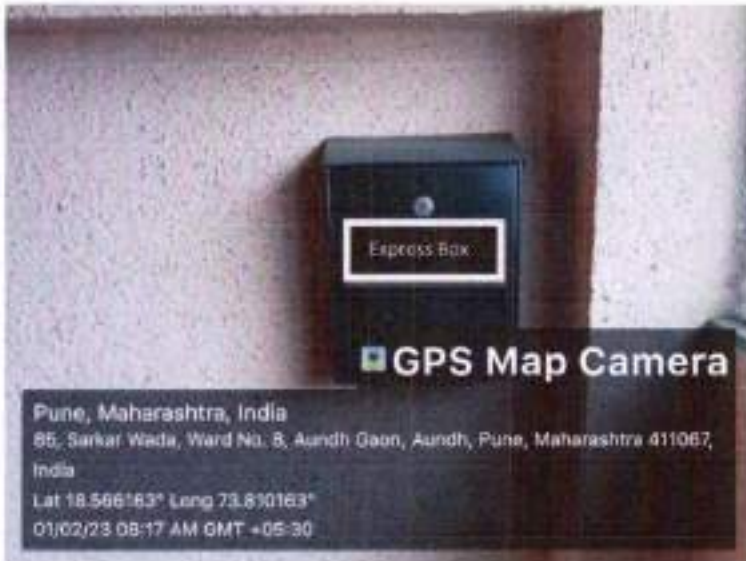 Express Box
GPS Map Camera
Pune, Maharashtra, India
85, Sarkar Wada, Ward No. 8, Aundh Gaon, Aundh, Pune, Maharashtra 411067,
India
Lat 18.566163° Long 73.810163°
01/02/23 08:17 AM GMT +05:30